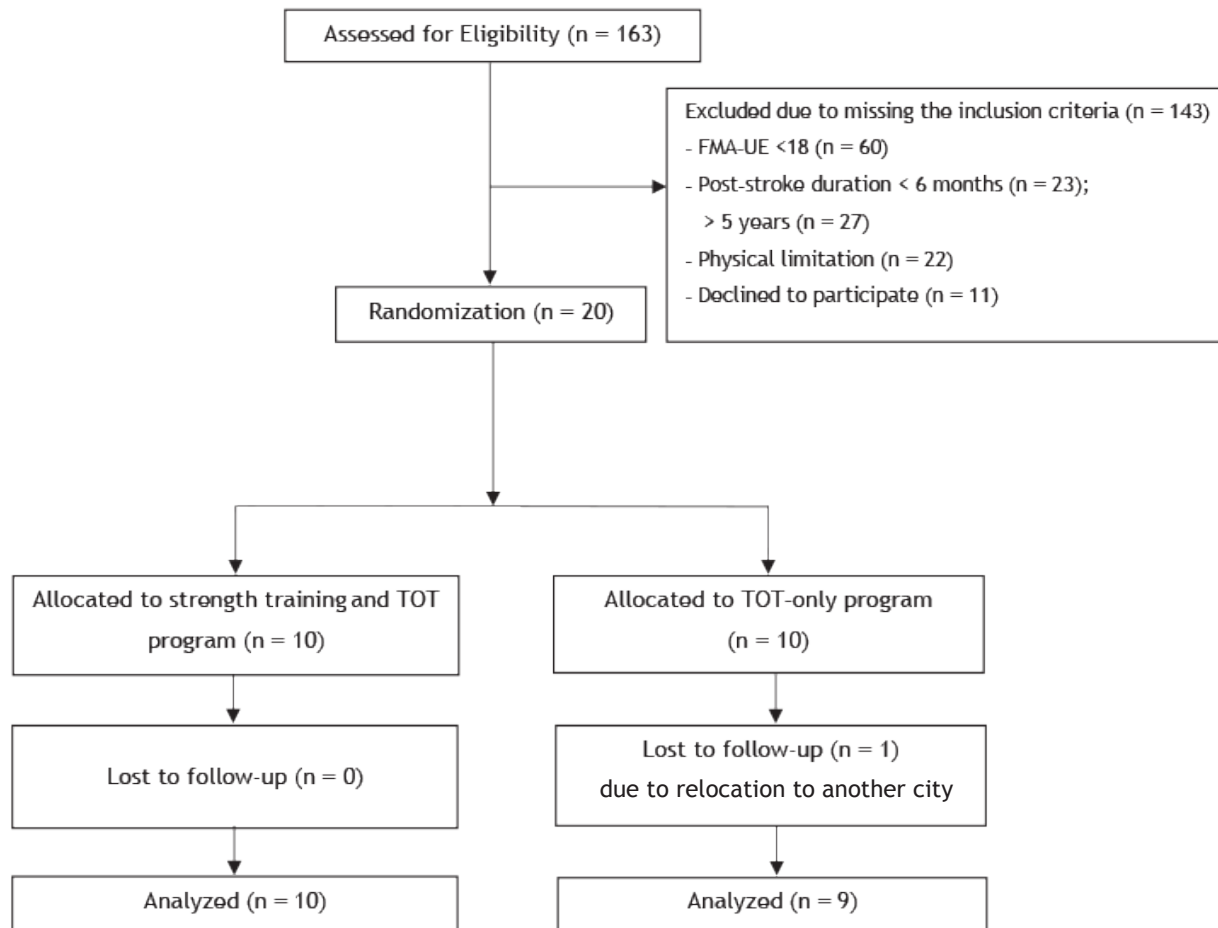 Assessed for Eligibility (n = 163)
Excluded due to missing the inclusion criteria (n = 143)
- FMA-UE <18 (n = 60)
- Post-stroke duration < 6 months (n = 23);
> 5 years (n = 27)
- Physical limitation (n = 22)
- Declined to participate (n = 11)
Randomization (n = 20)
Allocated to strength training and TOT
program (n = 10)
Allocated to TOT-only program
(n = 10)
Lost to follow-up (n = 0)
Lost to follow-up (n = 1)
due to relocation to another city
Analyzed (n = 10)
Analyzed (n = 9)